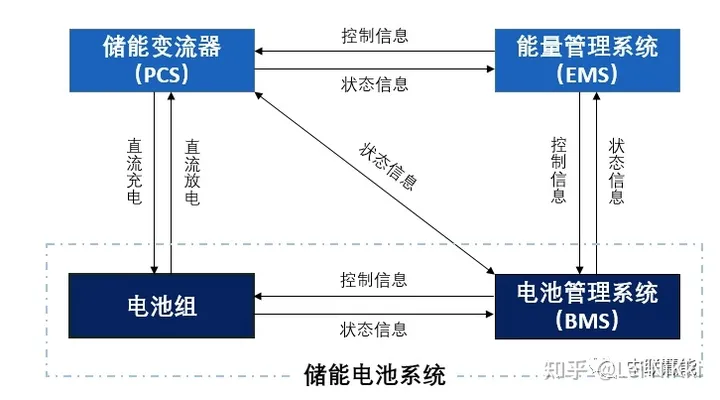 储能变流器
（PCS）
控制信息
状态信息
能量管理系统
（EMS）
直流充电
直流放电
状态信息
控制信息
状态信息
电池组
控制信息
状态信息
电池管理系统
（BMS）
储能电池系统
知乎